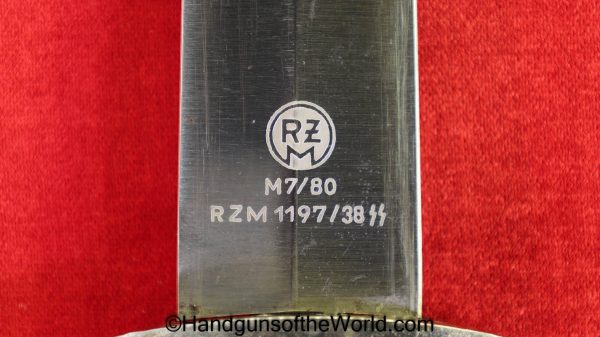 RZM
M7/80
RZM 1197/38 ᛋᛋ
©HandgunsoftheWorld.com